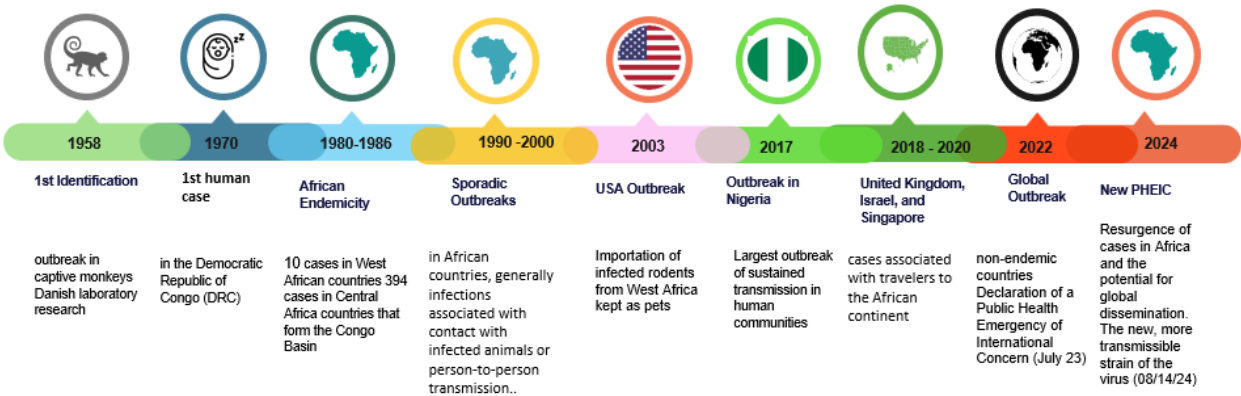 zz
1958
1970
1980-1986
1990 -2000
2003
2017
2018 - 2020
2022
2024
1st Identification
outbreak in
captive monkeys
Danish laboratory
research
1st human
case
in the Democratic
Republic of
Congo (DRC)
African
Endemicity
10 cases in West
African countries 394
cases in Central
Africa countries that
form the Congo
Basin
Sporadic
Outbreaks
in African
countries, generally
infections
associated with
contact with
infected animals or
person-to-person
transmission..
USA Outbreak
Importation of
infected rodents
from West Africa
kept as pets
Outbreak in
Nigeria
Largest outbreak
of sustained
transmission in
human
communities
United Kingdom,
Israel, and
Singapore
cases associated
with travelers to
the African
continent
Global
Outbreak
non-endemic
countries
Declaration of a
Public Health
Emergency of
International
Concern (July 23)
New PHEIC
Resurgence of
cases in Africa
and the
potential for
global
dissemination.
The new, more
transmissible
strain of the
virus (08/14/24)